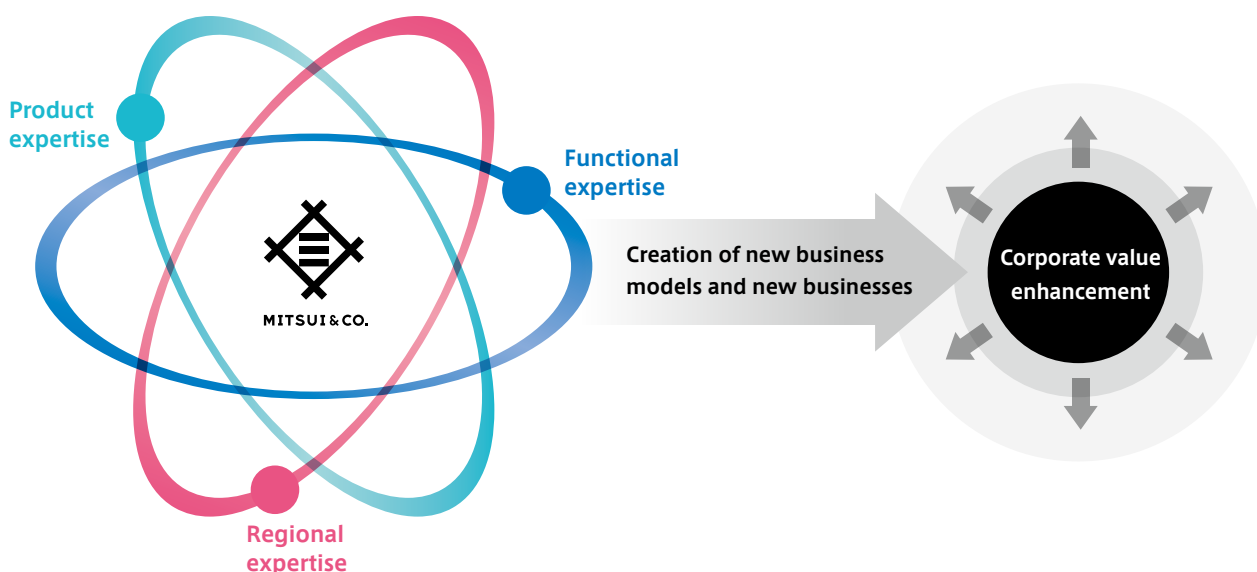 Product
expertise
Functional
expertise
MITSUI & CO.
Creation of new business
models and new businesses
Corporate value
enhancement
Regional
expertise